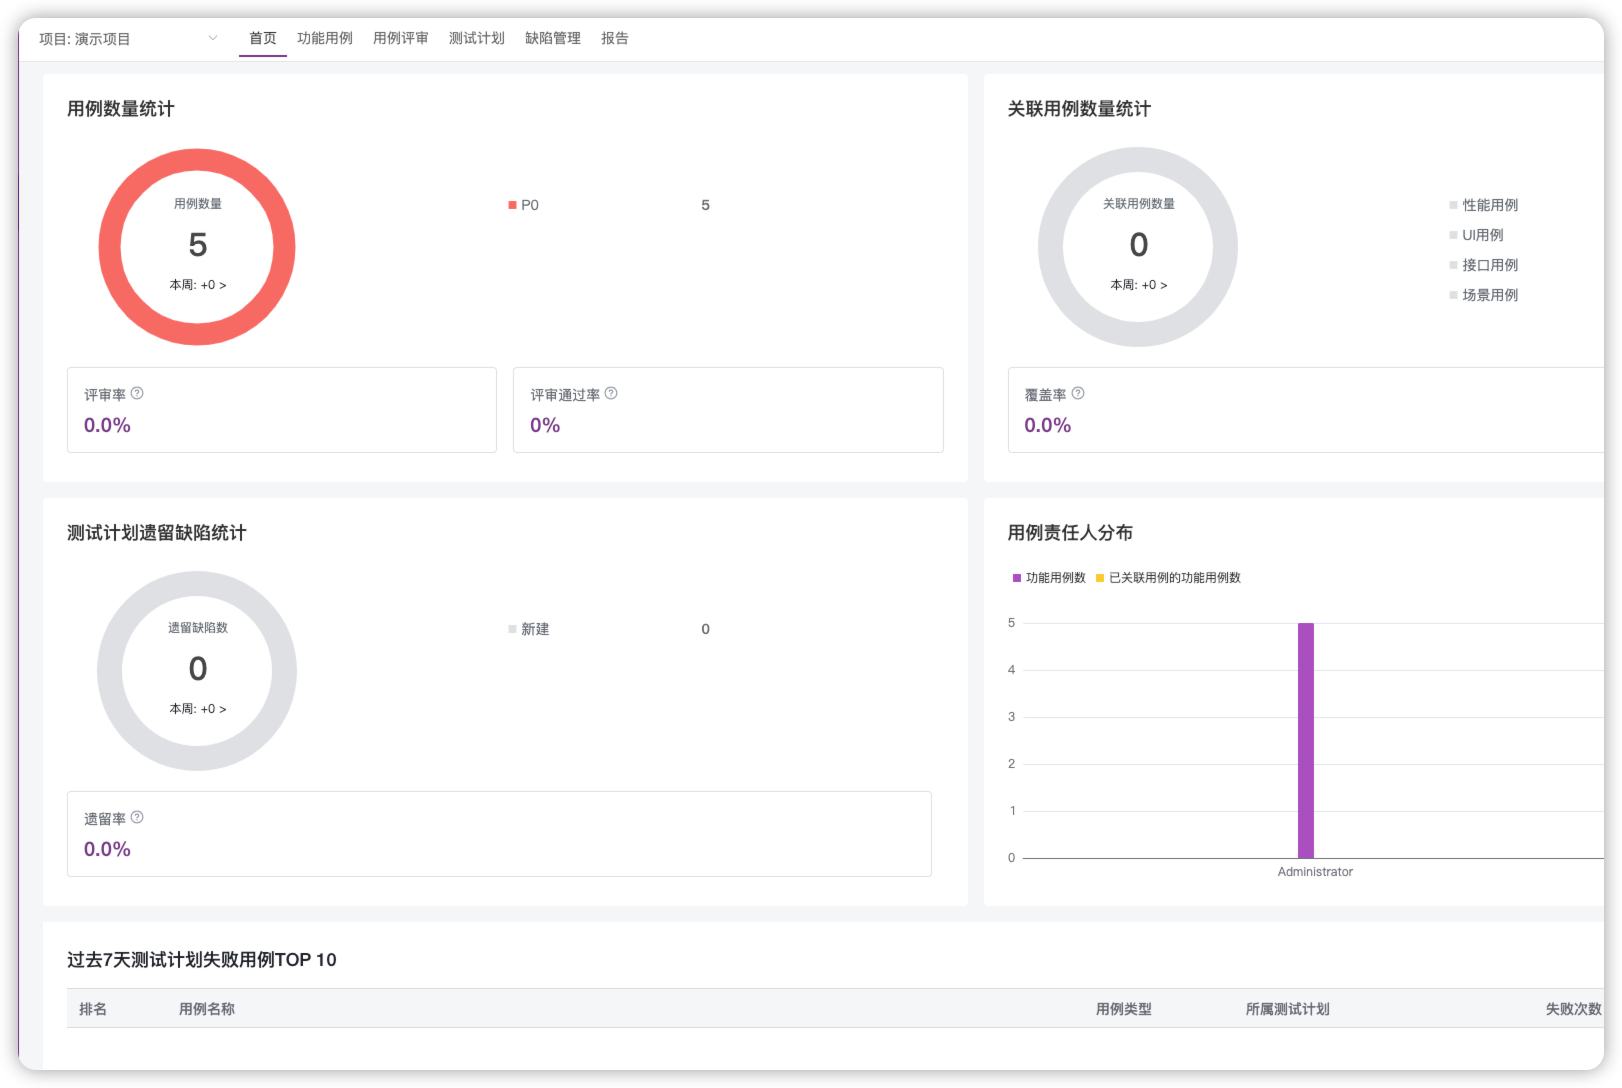 项目: 演示项目
首页 功能用例 用例评审 测试计划 缺陷管理 报告
用例数量统计
用例数量
5
本周: +0 >
P0 5
评审率
0.0%
评审通过率
0%
关联用例数量统计
关联用例数量
0
本周: +0 >
性能用例
UI用例
接口用例
场景用例
覆盖率
0.0%
测试计划遗留缺陷统计
遗留缺陷数
0
本周: +0 >
新建 0
遗留率
0.0%
用例责任人分布
功能用例数 已关联用例的功能用例数
5
4
3
2
1
0
Administrator
过去7天测试计划失败用例TOP 10
排名 用例名称 用例类型 所属测试计划 失败次数